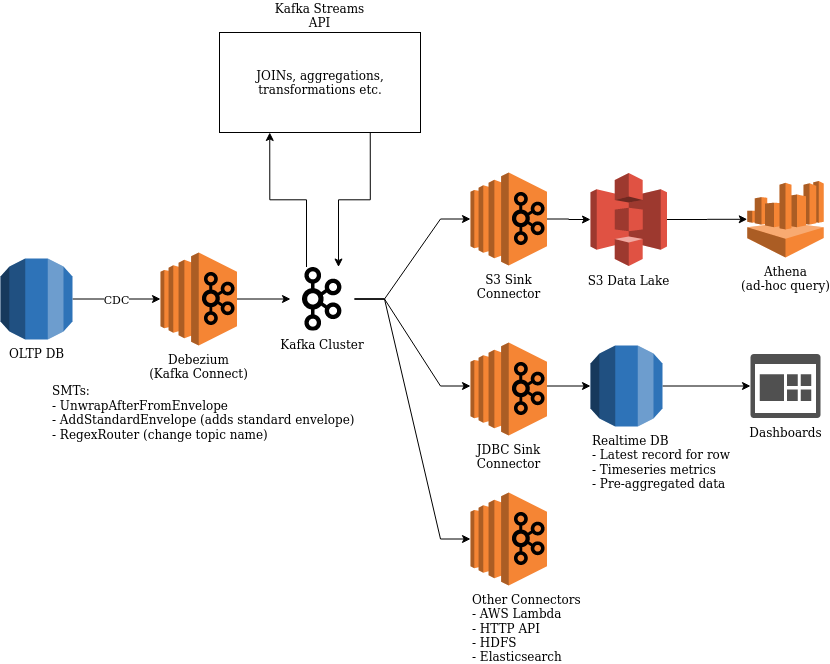 Kafka Streams
API
JOINs, aggregations,
transformations etc.
OLTP DB
CDC
Debezium
(Kafka Connect)
SMTs:
- UnwrapAfterFromEnvelope
- AddStandardEnvelope (adds standard envelope)
- RegexRouter (change topic name)
Kafka Cluster
S3 Sink
Connector
S3 Data Lake
Athena
(ad-hoc query)
JDBC Sink
Connector
Realtime DB
- Latest record for row
- Timeseries metrics
- Pre-aggregated data
Dashboards
Other Connectors
- AWS Lambda
- HTTP API
- HDFS
- Elasticsearch